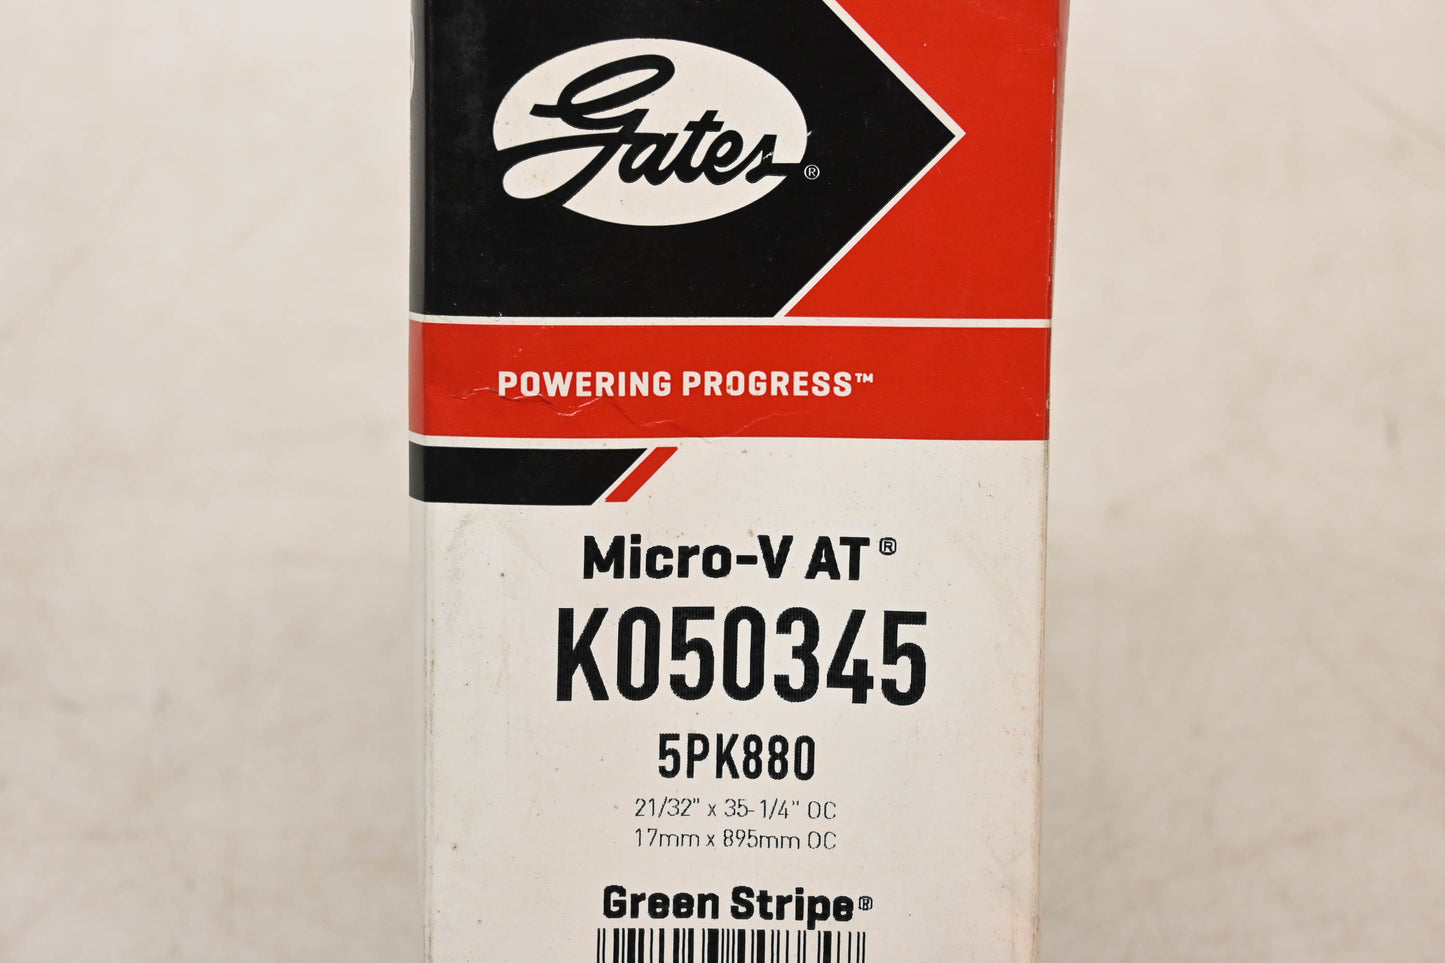 Gates®
POWERING PROGRESS™
Micro-V AT®
K050345
5PK880
21/32" x 35-1/4" OC
17mm x 895mm OC
Green Stripe®